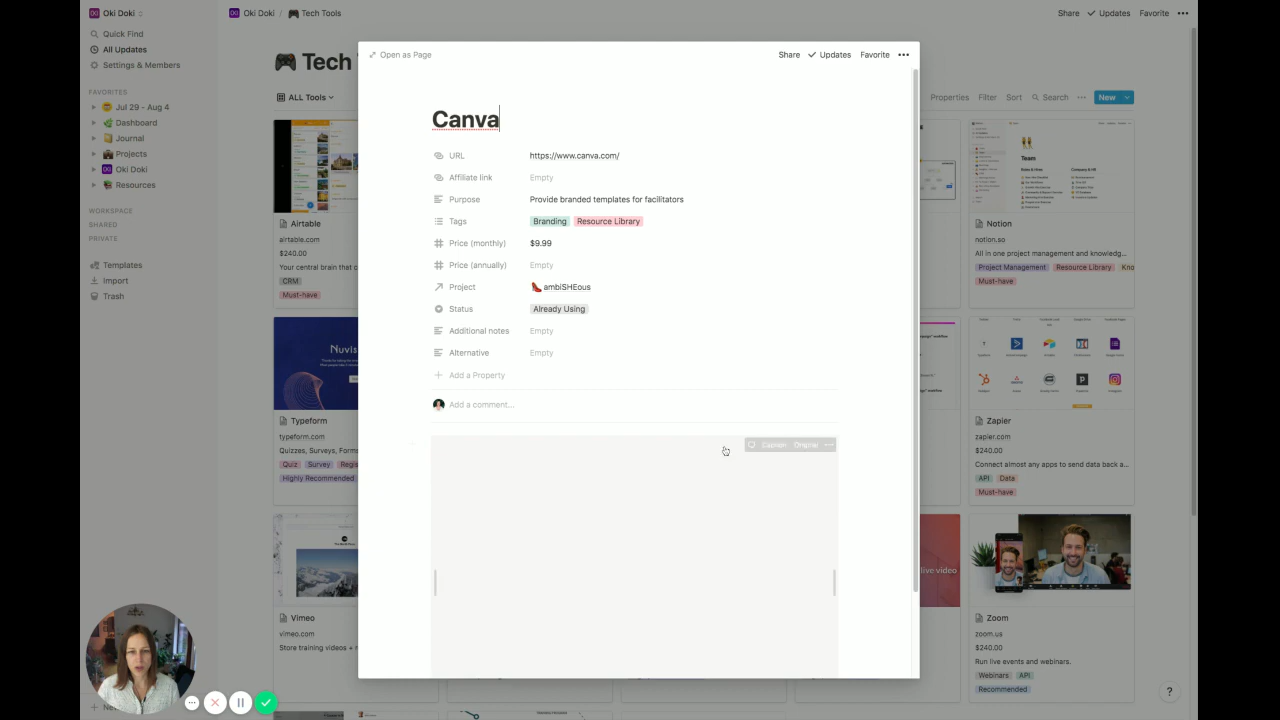 Oki Doki
Quick Find
All Updates
Settings & Members
FAVORITES
Jul 29 - Aug 4
Dashboard
Journal
Projects
Oki Doki
Resources
WORKSPACE
SHARED
PRIVATE
Templates
Import
Trash
Oki Doki / Tech Tools
Share Updates Favorite
Tech
ALL Tools
Properties Filter Sort Search New
Airtable
airtable.com
$240.00
Your central brain that c
CRM
Must-have
Typeform
typeform.com
Quizzes, Surveys, Forms
Quiz Survey Regi
Highly Recommended
Vimeo
vimeo.com
Store training videos +
Open as Page
Share Updates Favorite
Canva
URL https://www.canva.com/
Affiliate link Empty
Purpose Provide branded templates for facilitators
Tags Branding Resource Library
Price (monthly) $9.99
Price (annually) Empty
Project ambiSHEous
Status Already Using
Additional notes Empty
Alternative Empty
Add a Property
Add a comment...
Caption Original
Notion
notion.so
$240.00
All in one project management and knowledg...
Project Management Resource Library Kno
Must-have
Zapier
zapier.com
$240.00
Connect almost any apps to send data back a...
API Data
Must-have
live video
Zoom
zoom.us
$240.00
Run live events and webinars.
Webinars API
Recommended
?